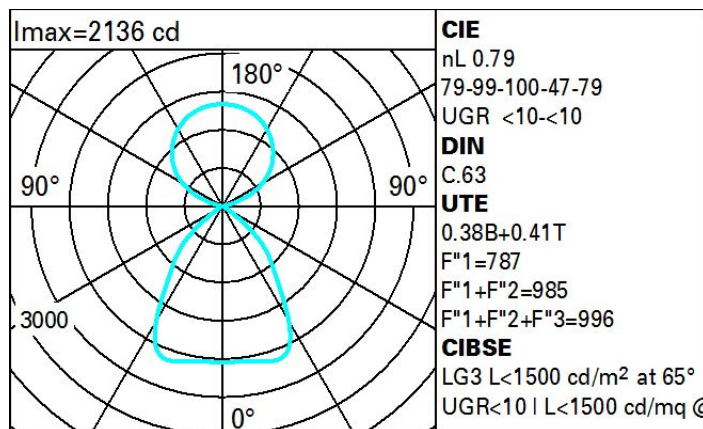 Imax=2136 cd
180°
90°
90°
3000
0°
CIE
nL 0.79
79-99-100-47-79
UGR <10-<10
DIN
C.63
UTE
0.38B+0.41T
F"1=787
F"1+F"2=985
F"1+F"2+F"3=996
CIBSE
LG3 L<1500 cd/m² at 65°
UGR<10 | L<1500 cd/mq @